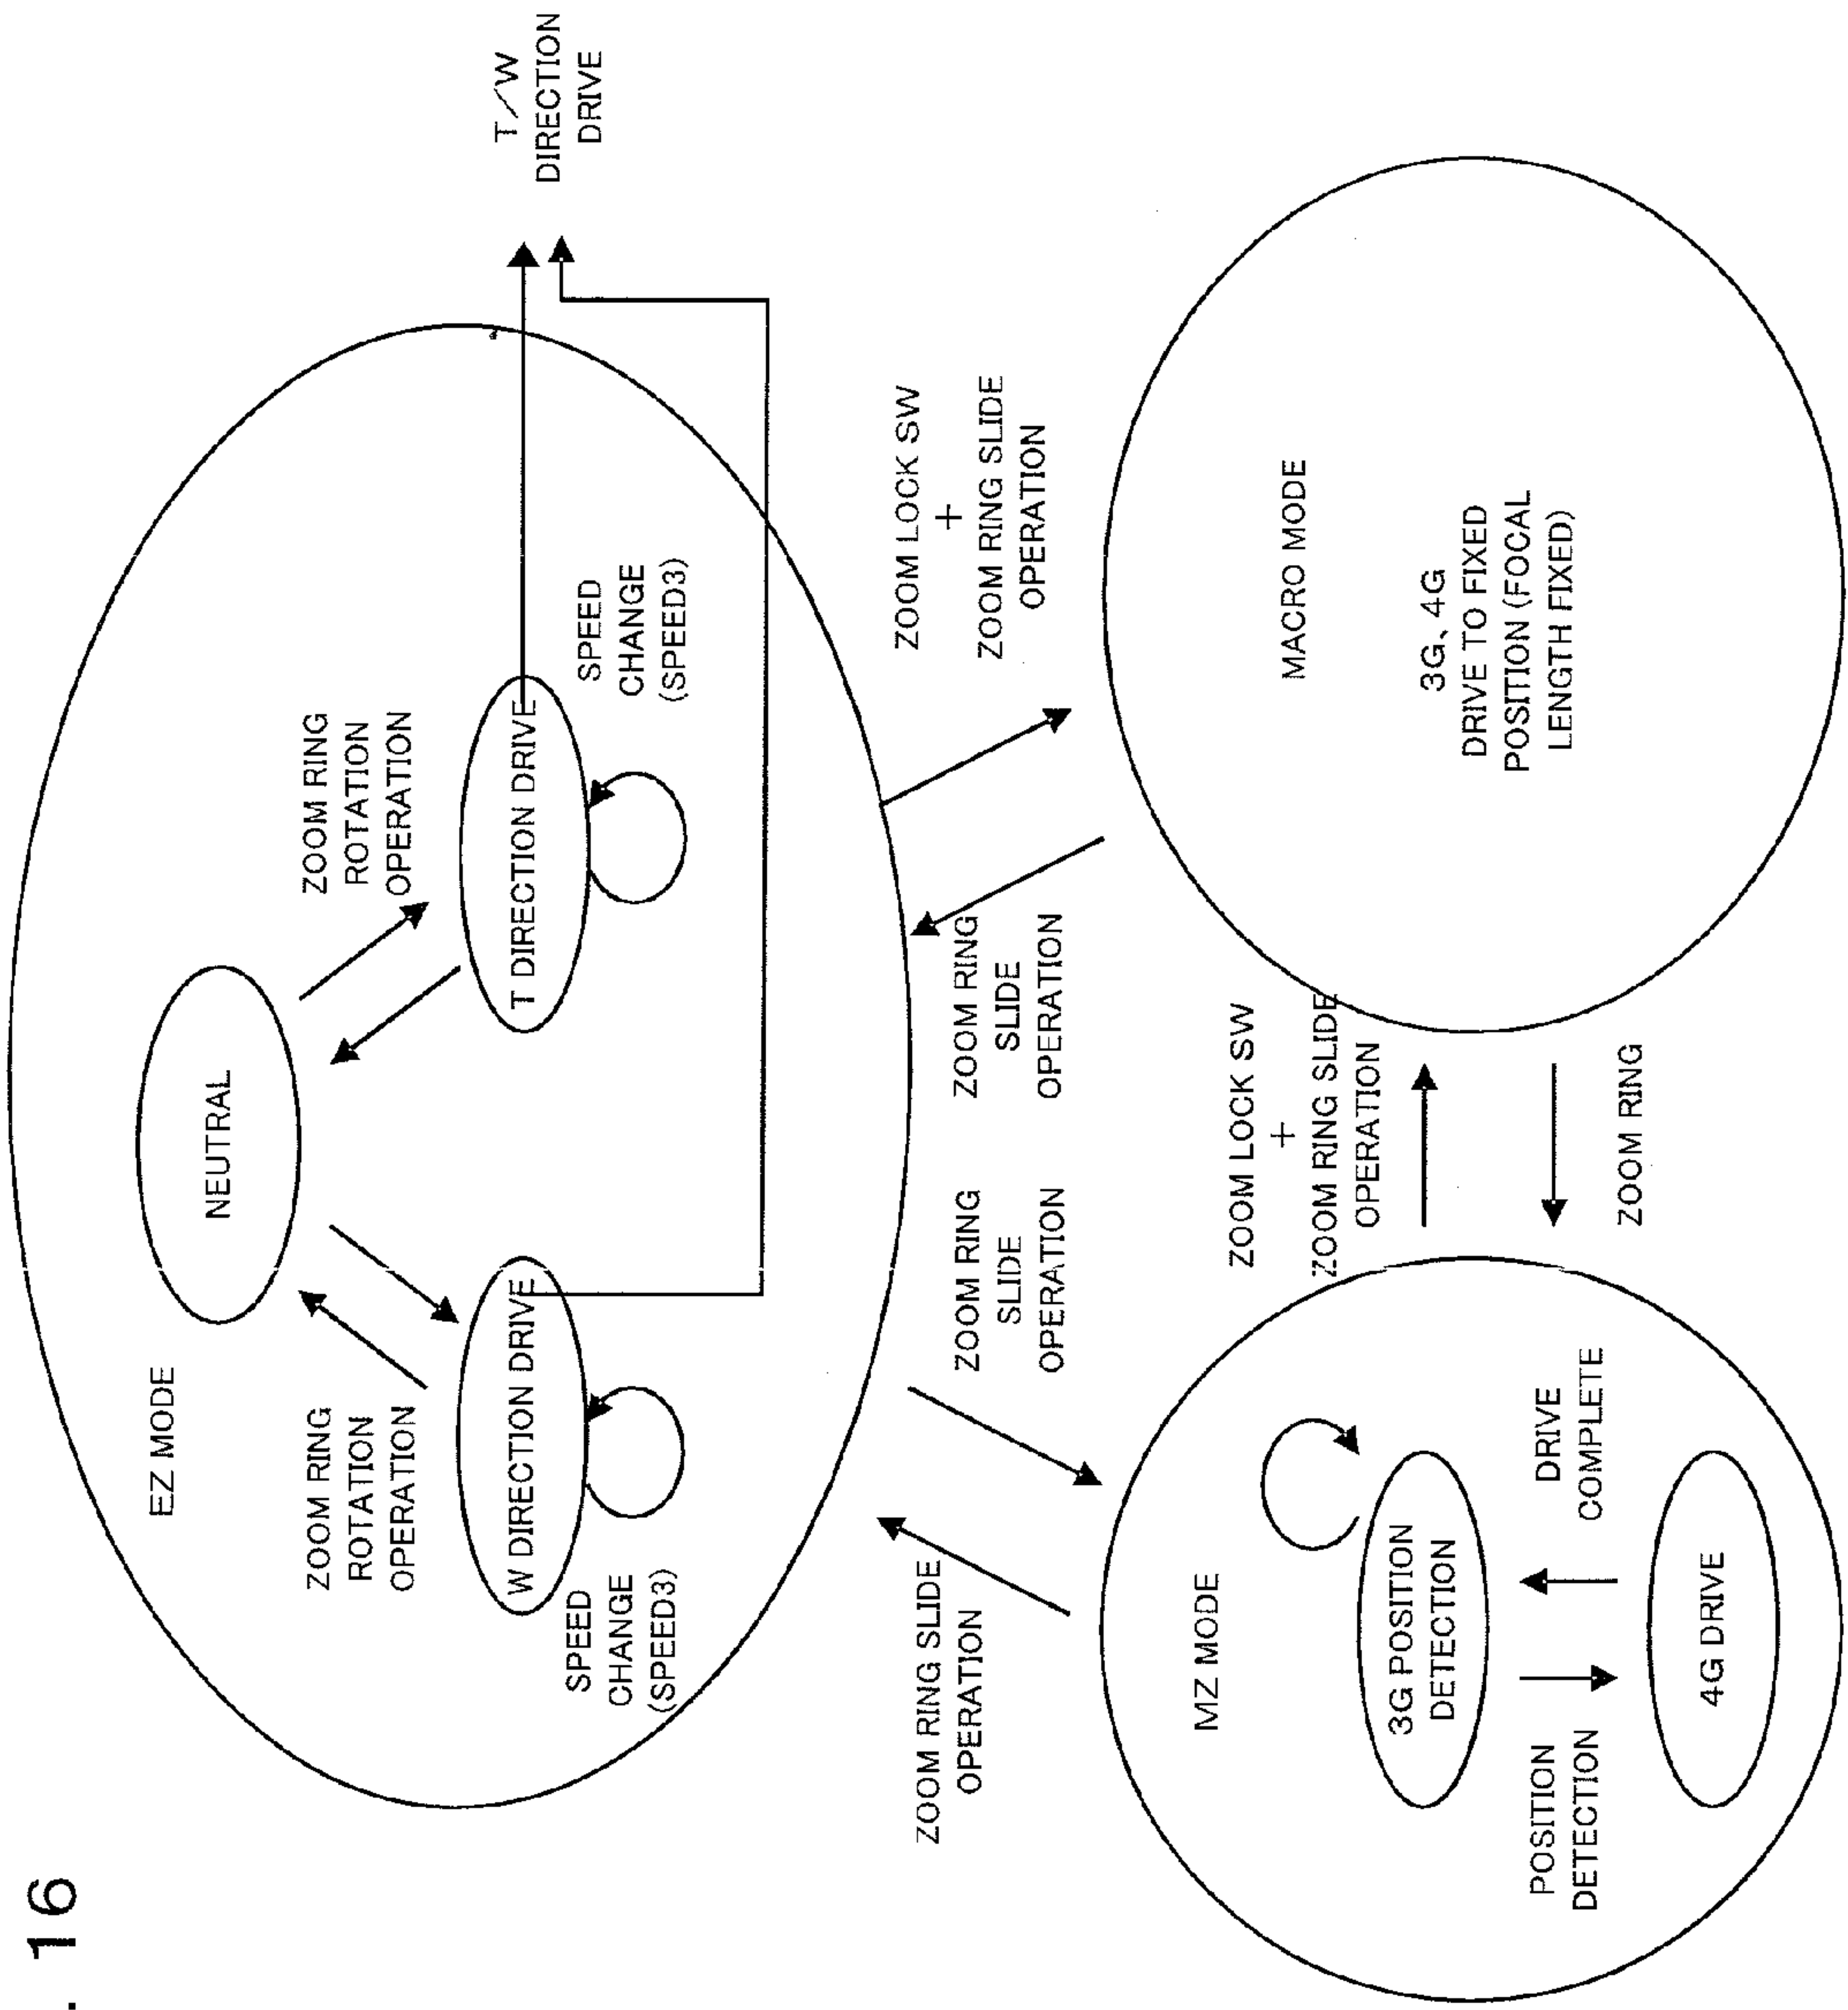 . 16
EZ MODE
NEUTRAL
ZOOM RING
ROTATION
OPERATION
ZOOM RING
ROTATION
OPERATION
W DIRECTION DRIVE
T DIRECTION DRIVE
SPEED
CHANGE
(SPEED3)
SPEED
CHANGE
(SPEED3)
T/W
DIRECTION
DRIVE
ZOOM RING SLIDE
OPERATION
ZOOM RING
SLIDE
OPERATION
ZOOM RING
SLIDE
OPERATION
ZOOM LOCK SW
+
ZOOM RING SLIDE
OPERATION
MZ MODE
3G POSITION
DETECTION
POSITION
DETECTION
DRIVE
COMPLETE
4G DRIVE
ZOOM LOCK SW
+
ZOOM RING SLIDE
OPERATION
ZOOM RING
MACRO MODE
3G、4G
DRIVE TO FIXED
POSITION (FOCAL
LENGTH FIXED)